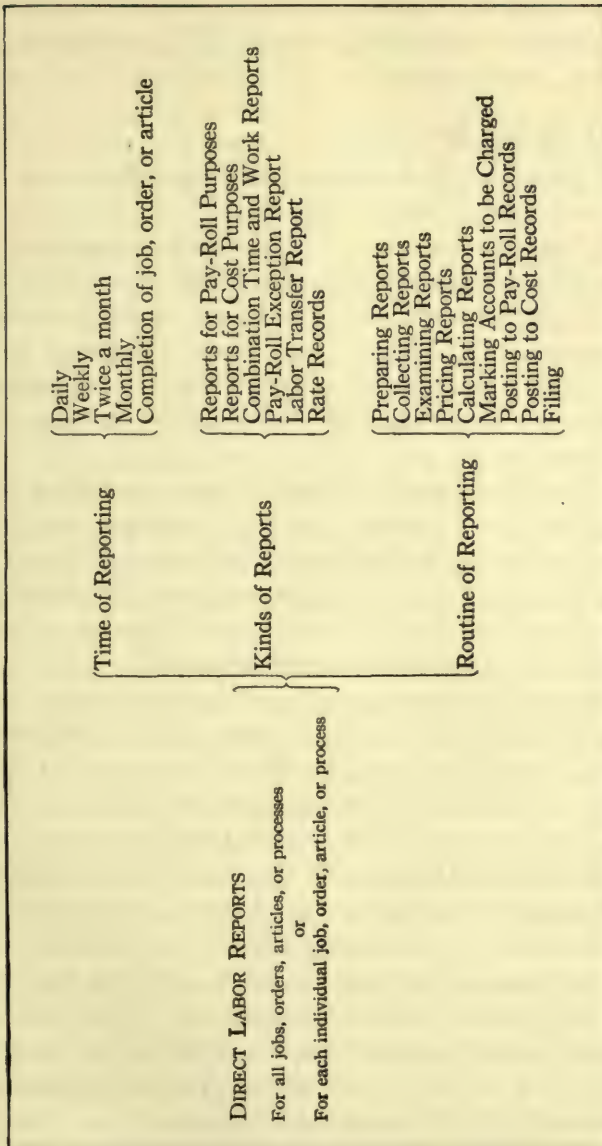 DIRECT LABOR REPORTS
For all jobs, orders, articles, or processes
or
For each individual job, order, article, or process
Time of Reporting
Daily
Weekly
Twice a month
Monthly
Completion of job, order, or article
Kinds of Reports
Reports for Pay-Roll Purposes
Reports for Cost Purposes
Combination Time and Work Reports
Pay-Roll Exception Report
Labor Transfer Report
Rate Records
Routine of Reporting
Preparing Reports
Collecting Reports
Examining Reports
Pricing Reports
Calculating Reports
Marking Accounts to be Charged
Posting to Pay-Roll Records
Posting to Cost Records
Filing